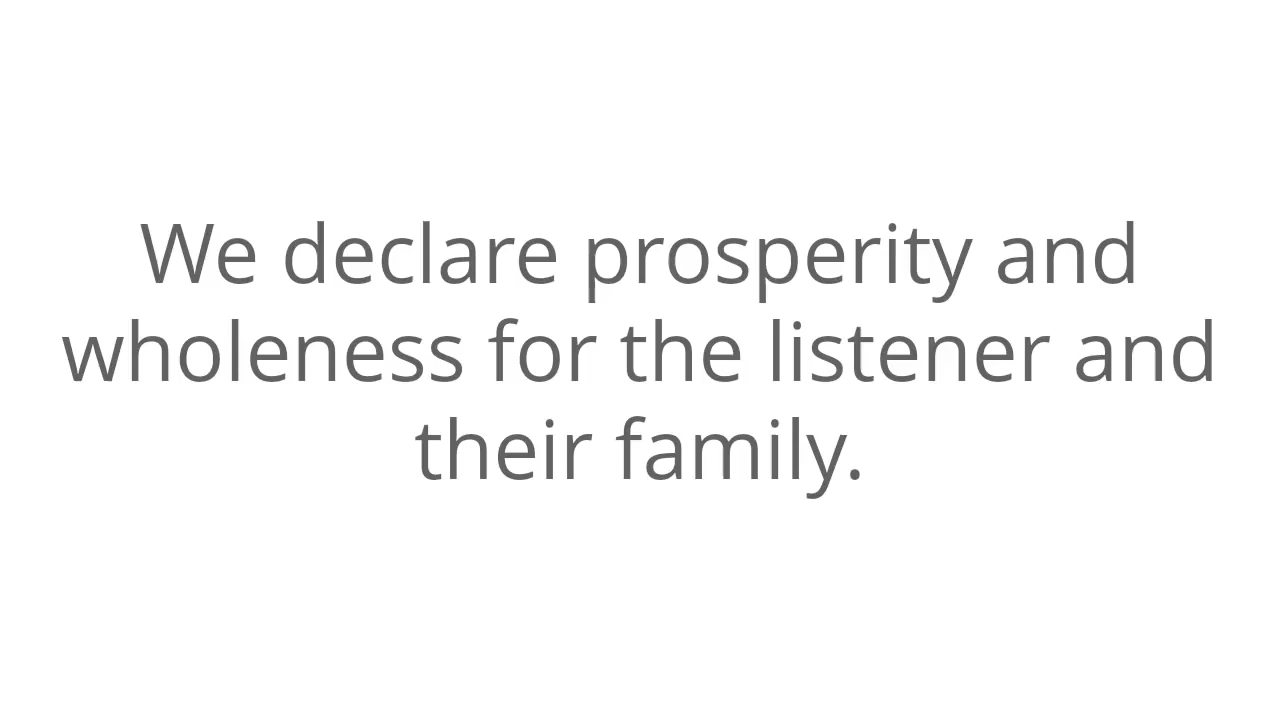 We declare prosperity and
wholeness for the listener and
their family.